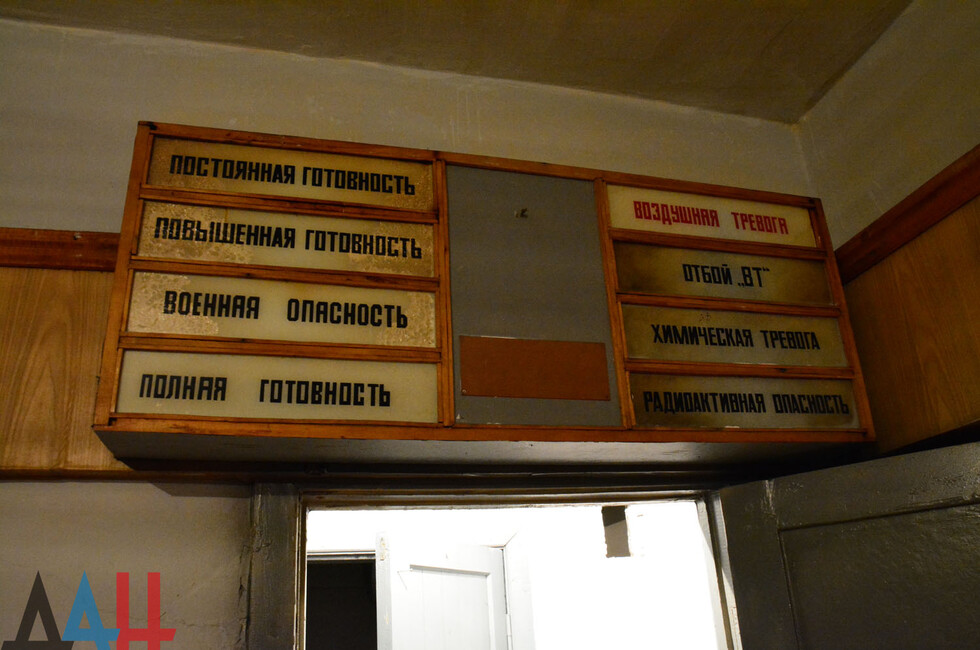 ПОСТОЯННАЯ ГОТОВНОСТЬ
ПОВЫШЕННАЯ ГОТОВНОСТЬ
ВОЕННАЯ ОПАСНОСТЬ
ПОЛНАЯ ГОТОВНОСТЬ
ВОЗДУШНАЯ ТРЕВОГА
ОТБОЙ „ВТ"
ХИМИЧЕСКАЯ ТРЕВОГА
РАДИОАКТИВНАЯ ОПАСНОСТЬ
ДАН